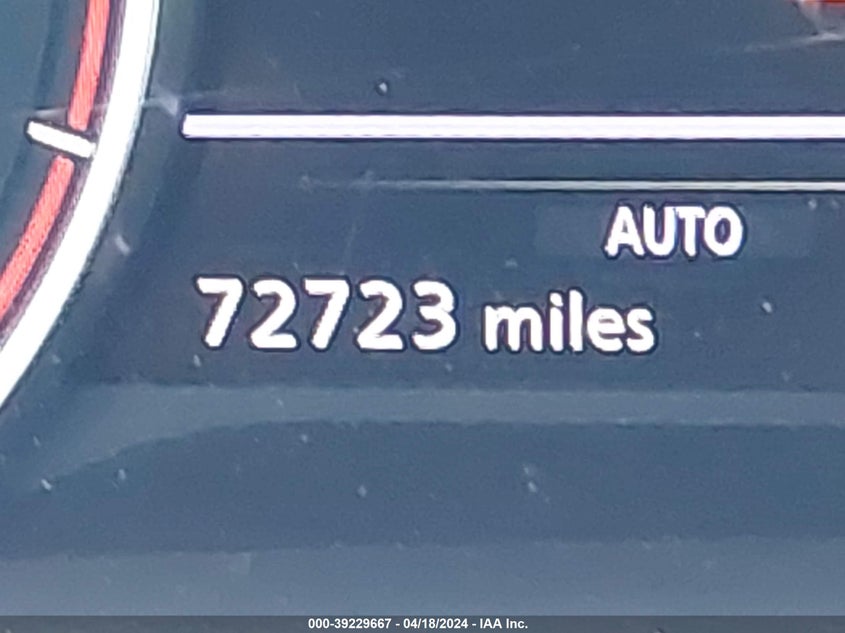 AUTO
72723 miles
000-39229667 - 04/18/2024 - IAA Inc.